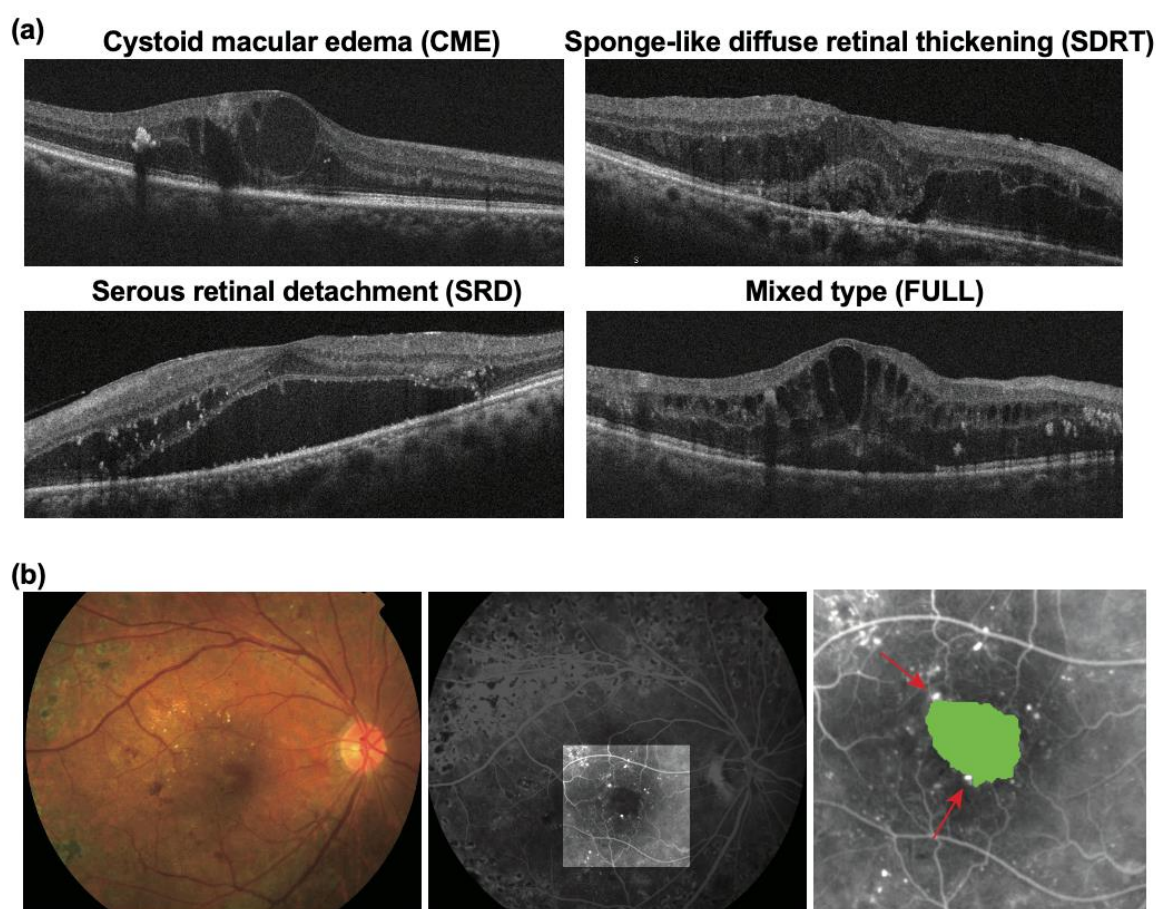 (a)
Cystoid macular edema (CME)
Sponge-like diffuse retinal thickening (SDRT)
S
Serous retinal detachment (SRD)
Mixed type (FULL)
(b)